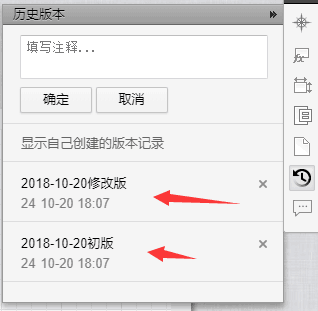 历史版本
填写注释...
确定 取消
显示自己创建的版本记录
2018-10-20修改版
24 10-20 18:07
2018-10-20初版
24 10-20 18:07
fx